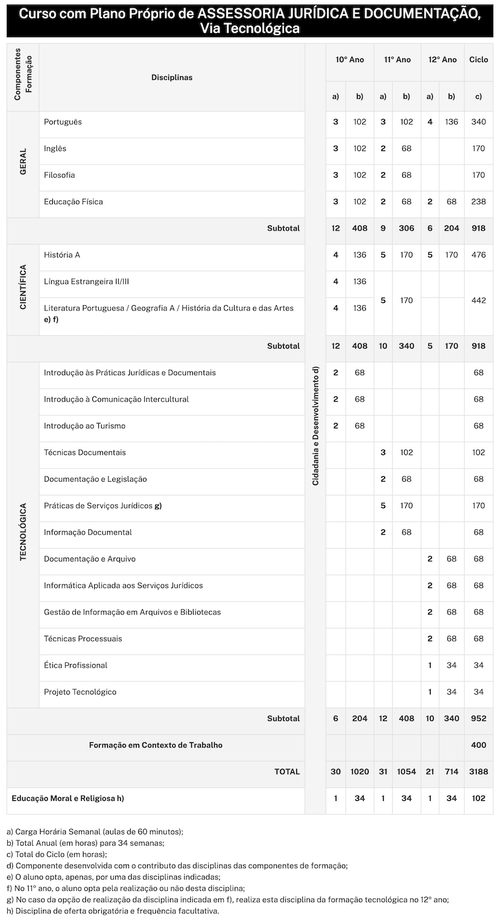 Curso com Plano Próprio de ASSESSORIA JURÍDICA E DOCUMENTAÇÃO,
Via Tecnológica
Componentes Formação Disciplinas Cidadania e Desenvolvimento d) 10º Ano 11º Ano 12º Ano Ciclo
a) b) a) b) a) b) c)
GERAL
Português 3 102 3 102 4 136 340
Inglês 3 102 2 68 170
Filosofia 3 102 2 68 170
Educação Física 3 102 2 68 2 68 238
Subtotal 12 408 9 306 6 204 918
CIENTÍFICA
História A 4 136 5 170 5 170 476
Língua Estrangeira II/III 4 136 5 170 442
Literatura Portuguesa / Geografia A / História da Cultura e das Artes 4 136
e) f)
Subtotal 12 408 10 340 5 170 918
TECNOLÓGICA
Introdução às Práticas Jurídicas e Documentais 2 68 68
Introdução à Comunicação Intercultural 2 68 68
Introdução ao Turismo 2 68 68
Técnicas Documentais 3 102 102
Documentação e Legislação 2 68 68
Práticas de Serviços Jurídicos g) 5 170 170
Informação Documental 2 68 68
Documentação e Arquivo 2 68 68
Informática Aplicada aos Serviços Jurídicos 2 68 68
Gestão de Informação em Arquivos e Bibliotecas 2 68 68
Técnicas Processuais 2 68 68
Ética Profissional 1 34 34
Projeto Tecnológico 1 34 34
Subtotal 6 204 12 408 10 340 952
Formação em Contexto de Trabalho 400
TOTAL 30 1020 31 1054 21 714 3188
Educação Moral e Religiosa h) 1 34 1 34 1 34 102
a) Carga Horária Semanal (aulas de 60 minutos);
b) Total Anual (em horas) para 34 semanas;
c) Total do Ciclo (em horas);
d) Componente desenvolvida com o contributo das disciplinas das componentes de formação;
e) O aluno opta, apenas, por uma das disciplinas indicadas;
f) No 11º ano, o aluno opta pela realização ou não desta disciplina;
g) No caso da opção de realização da disciplina indicada em f), realiza esta disciplina da formação tecnológica no 12º ano;
h) Disciplina de oferta obrigatória e frequência facultativa.